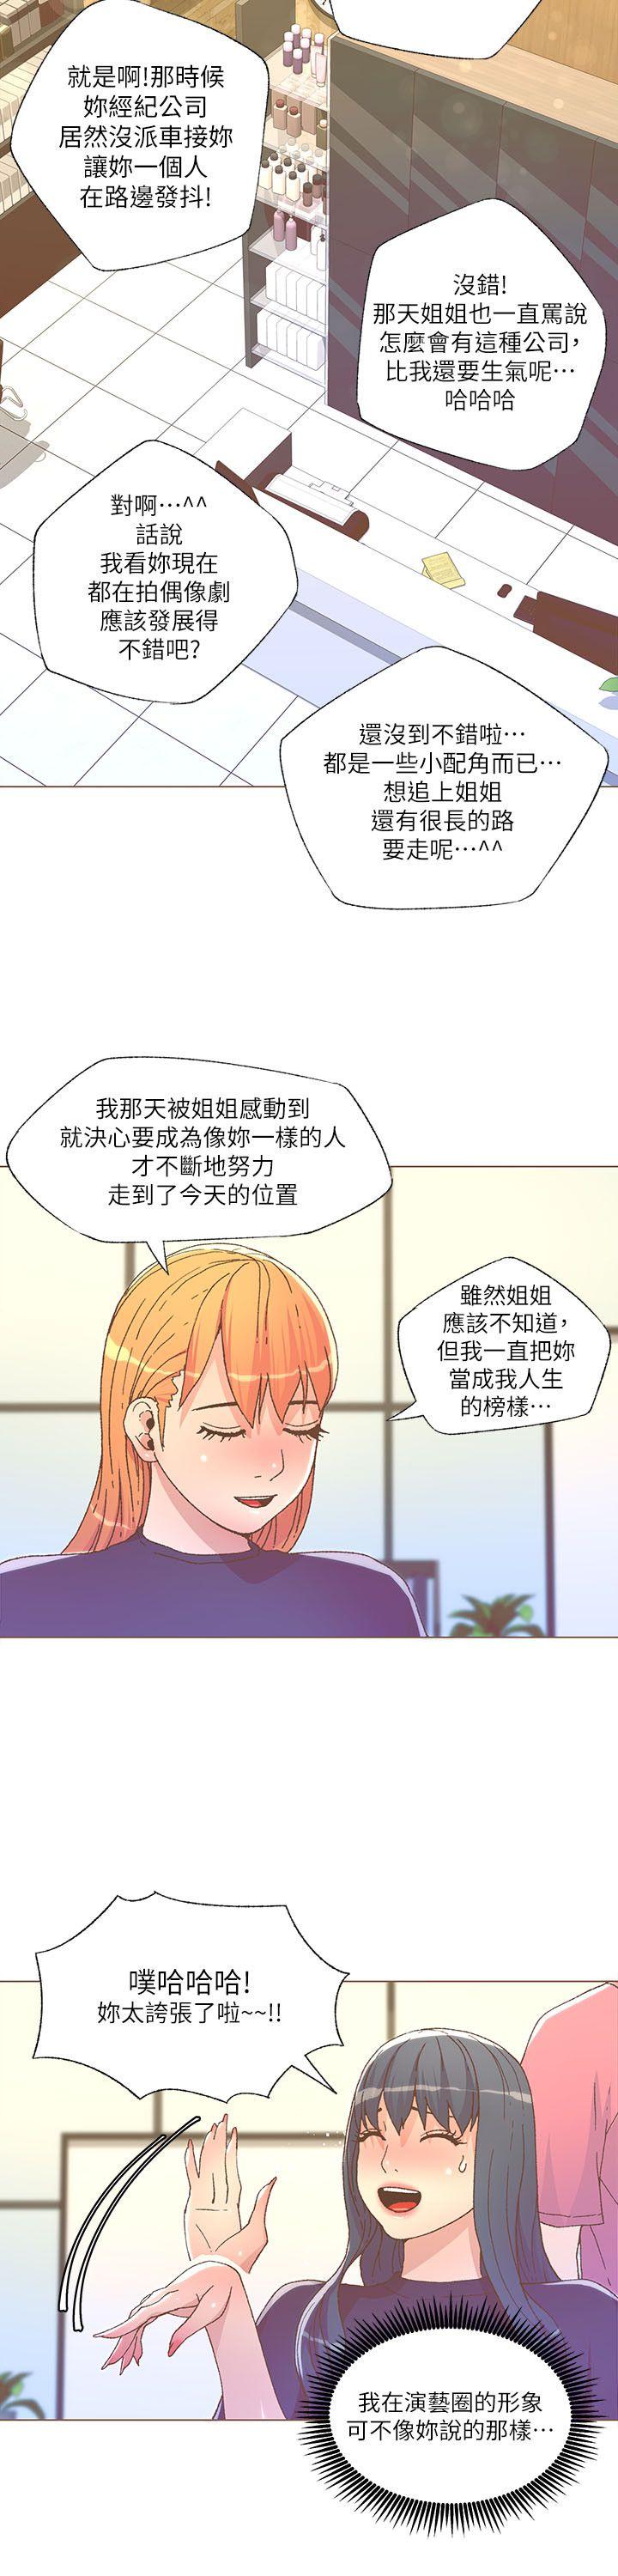 就是啊!那時候
妳經紀公司
居然沒派車接妳
讓妳一個人
在路邊發抖!
沒錯!
那天姐姐也一直罵說
怎麼會有這種公司,
比我還要生氣呢⋯
哈哈哈
對啊⋯^^
話說
我看妳現在
都在拍偶像劇
應該發展得
不錯吧?
還沒到不錯啦⋯
都是一些小配角而已⋯
想追上姐姐
還有很長的路
要走呢⋯^^
我那天被姐姐感動到
就決心要成為像妳一樣的人
才不斷地努力
走到了今天的位置
雖然姐姐
應該不知道,
但我一直把妳
當成我人生
的榜樣⋯
噗哈哈哈!
妳太誇張了啦~~!!
我在演藝圈的形象
可不像妳說的那樣⋯